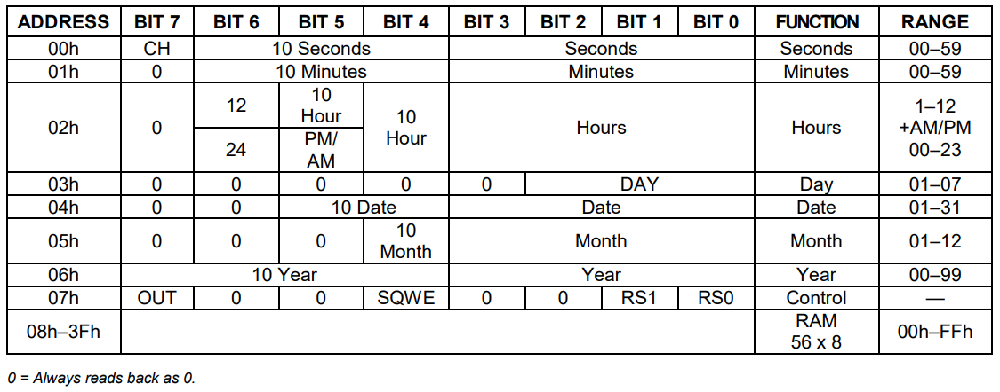 ADDRESS BIT 7 BIT 6 BIT 5 BIT 4 BIT 3 BIT 2 BIT 1 BIT 0 FUNCTION RANGE
00h CH 10 Seconds Seconds Seconds 00–59
01h 0 10 Minutes Minutes Minutes 00–59
02h 0 12 10 Hour 10 Hour Hours Hours 1–12 +AM/PM 00–23
24 PM/AM
03h 0 0 0 0 0 DAY Day 01–07
04h 0 0 10 Date Date Date 01–31
05h 0 0 0 10 Month Month Month 01–12
06h 10 Year Year Year 00–99
07h OUT 0 0 SQWE 0 0 RS1 RS0 Control —
08h–3Fh RAM 56 x 8 00h–FFh
0 = Always reads back as 0.